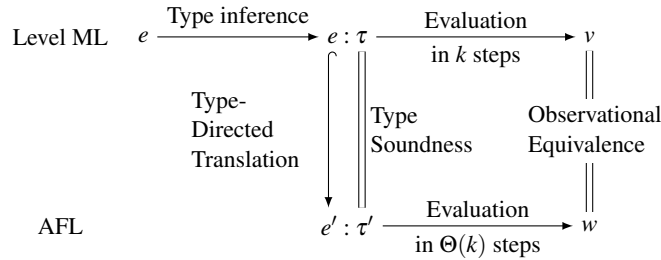 Type inference
Evaluation
Level ML
e
e : τ
v
in k steps
Type-
Directed
Translation
Type
Soundness
Observational
Equivalence
Evaluation
AFL
e′ : τ′
w
in Θ(k) steps